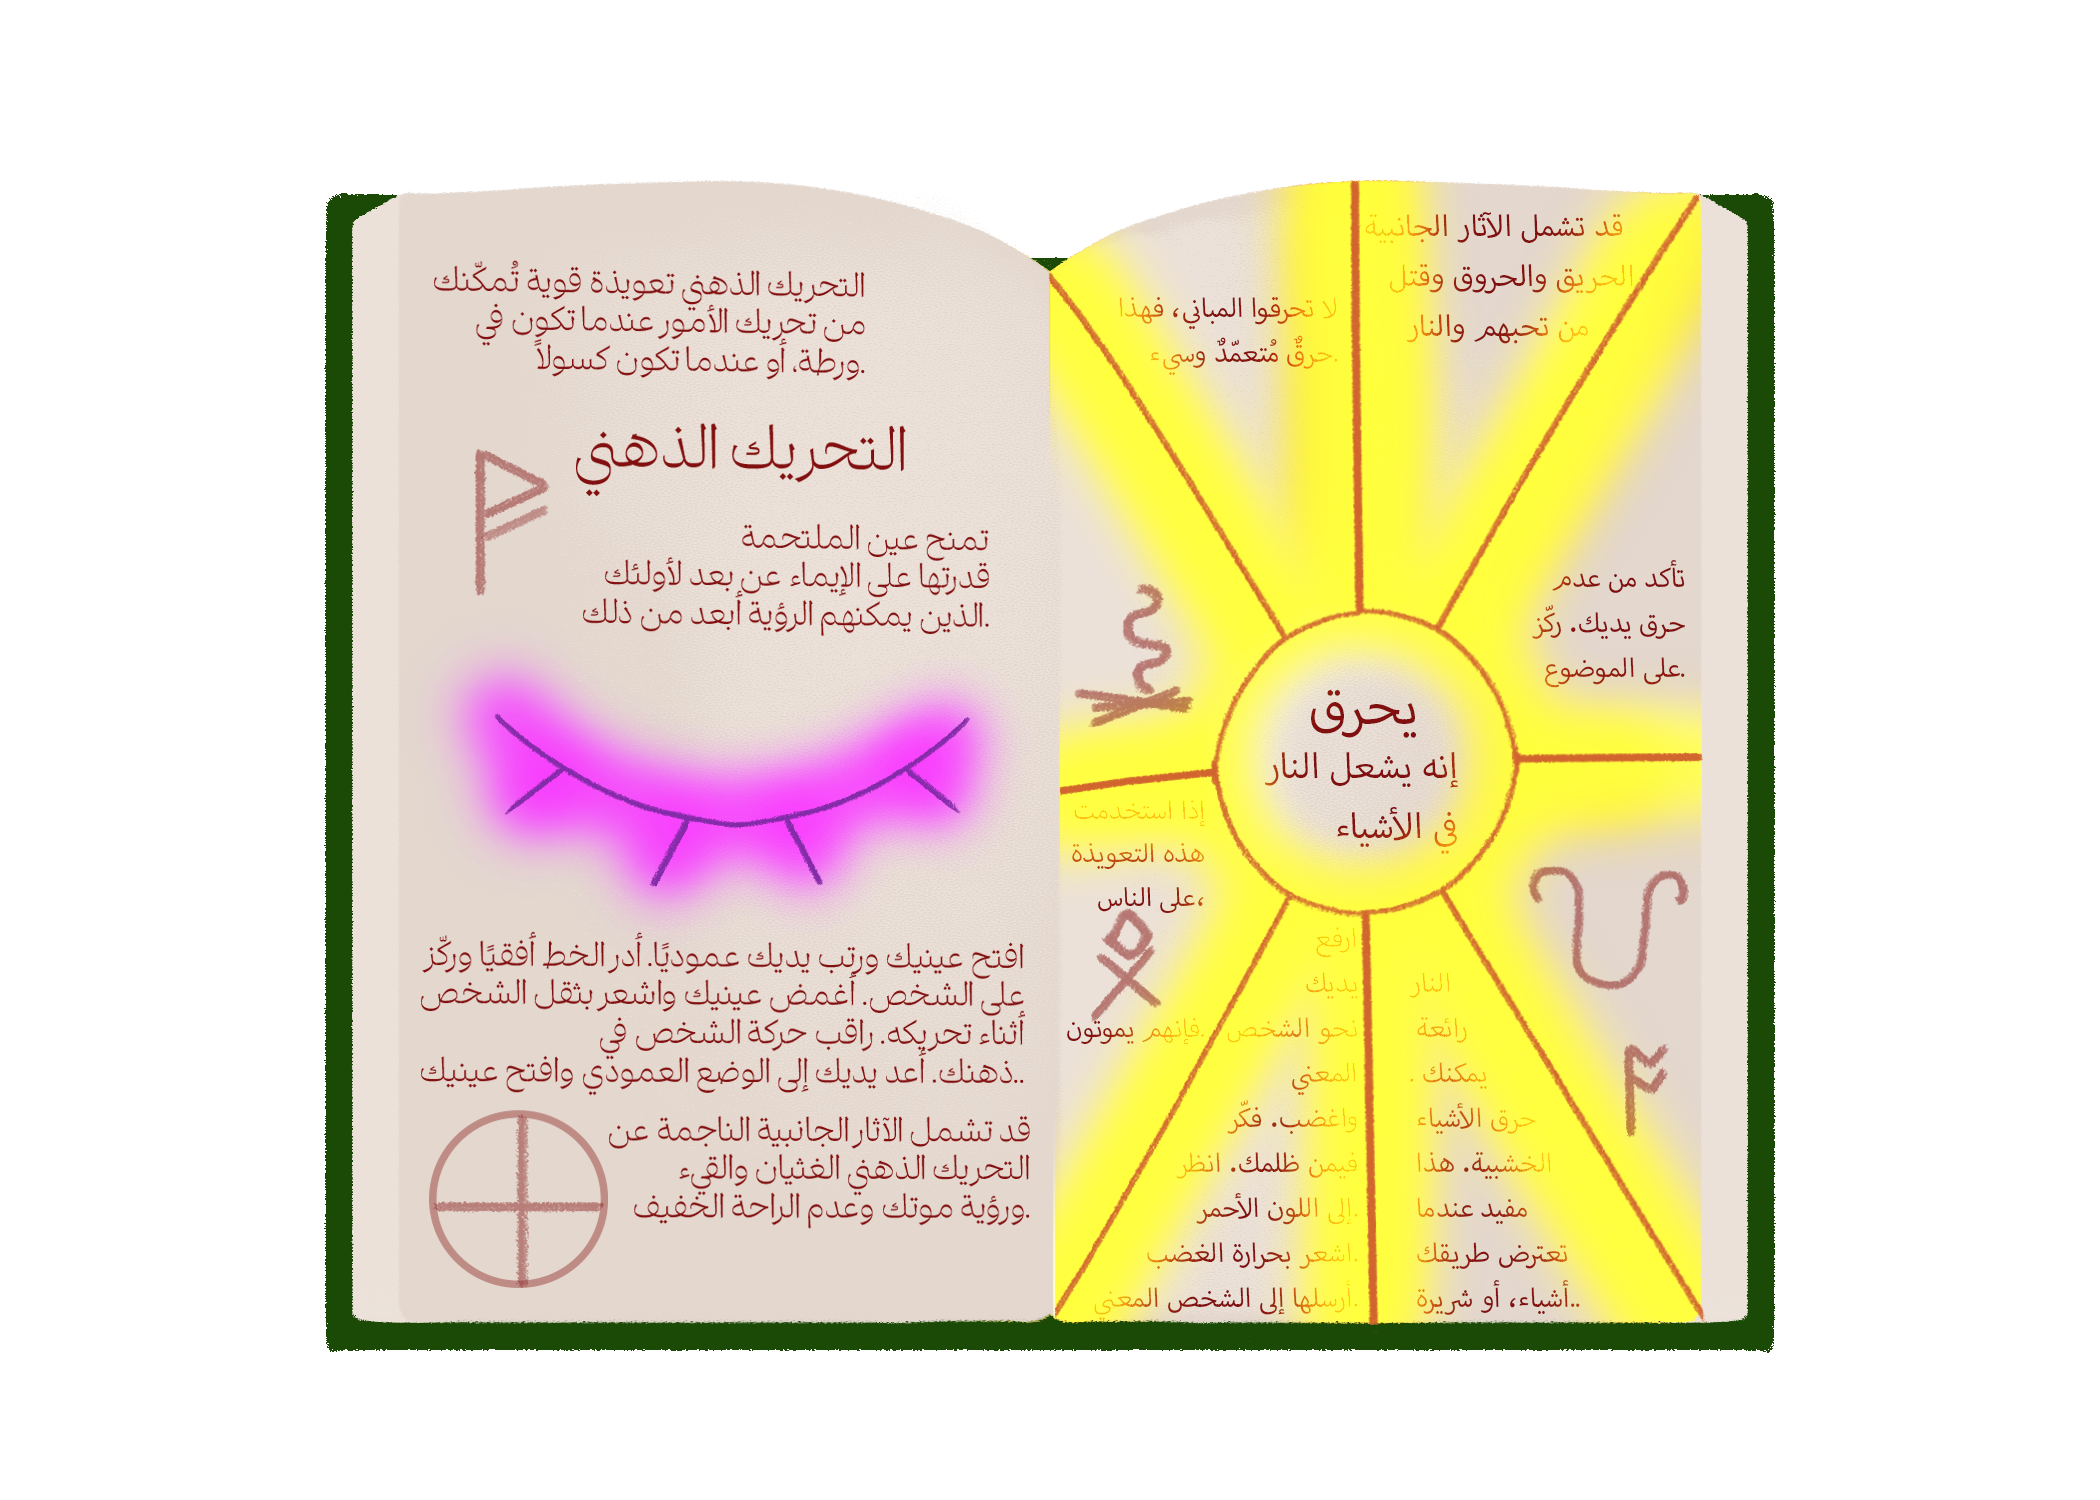 التحريك الذهني تعويذة قوية تُمكّنك
من تحريك الأمور عندما تكون في
ورطة، أو عندما تكون كسولاً.
التحريك الذهني
تمنح عين الملتحمة
قدرتها على الإيماء عن بعد لأولئك
الذين يمكنهم الرؤية أبعد من ذلك.
افتح عينيك ورتب يديك عموديًا. أدر الخط أفقيًا وركّز
على الشخص. أغمض عينيك واشعر بثقل الشخص
أثناء تحريكه. راقب حركة الشخص في
ذهنك. أعد يديك إلى الوضع العمودي وافتح عينيك..
قد تشمل الآثار الجانبية الناجمة عن
التحريك الذهني الغثيان والقيء
ورؤية موتك وعدم الراحة الخفيف.
قد تشمل الآثار الجانبية
الحريق والحروق وقتل
من تحبهم والنار
لا تحرقوا المباني، فهذا
حرقٌ مُتعمّدٌ وسيء.
تأكد من عدم
حرق يديك. ركّز
على الموضوع.
يحرق
إنه يشعل النار
في الأشياء
إذا استخدمت
هذه التعويذة
على الناس،
فإنهم يموتون.
ارفع
يديك
نحو الشخص
المعني
واغضب. فكّر
فيمن ظلمك. انظر
إلى اللون الأحمر.
اشعر بحرارة الغضب.
أرسلها إلى الشخص المعني.
النار
رائعة
يمكنك .
حرق الأشياء
الخشبية. هذا
مفيد عندما
تعترض طريقك
أشياء، أو شريرة..